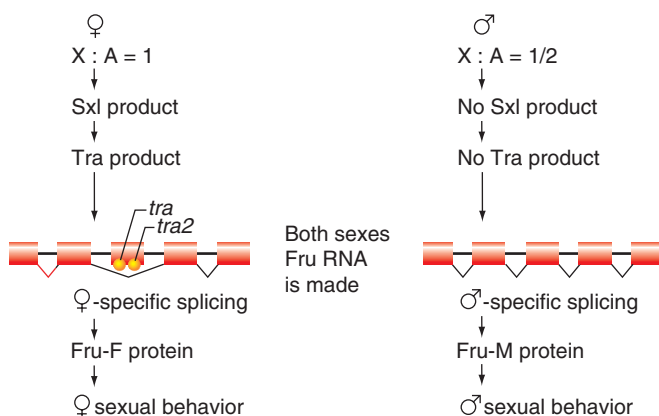 ♀
X : A = 1
Sxl product
Tra product
tra
tra2
♀-specific splicing
Fru-F protein
♀ sexual behavior
Both sexes
Fru RNA
is made
♂
X : A = 1/2
No Sxl product
No Tra product
♂-specific splicing
Fru-M protein
♂ sexual behavior